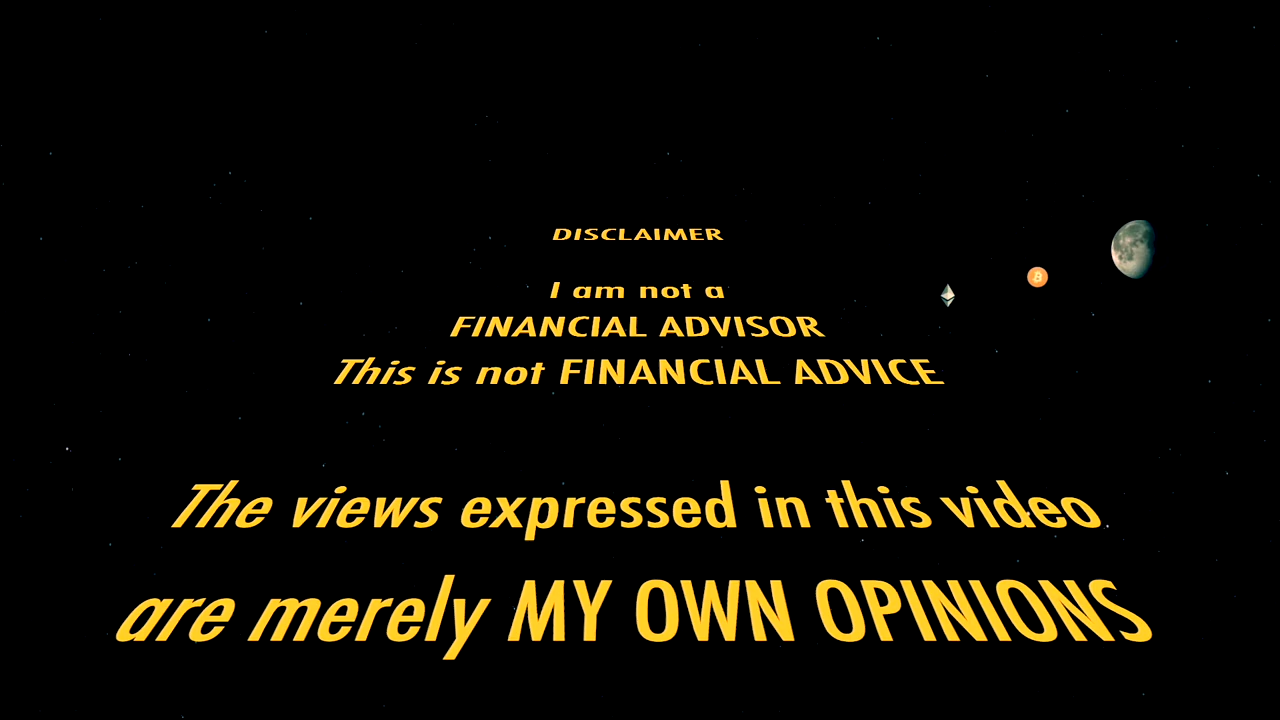 DISCLAIMER
I am not a
FINANCIAL ADVISOR
This is not FINANCIAL ADVICE
The views expressed in this video
are merely MY OWN OPINIONS